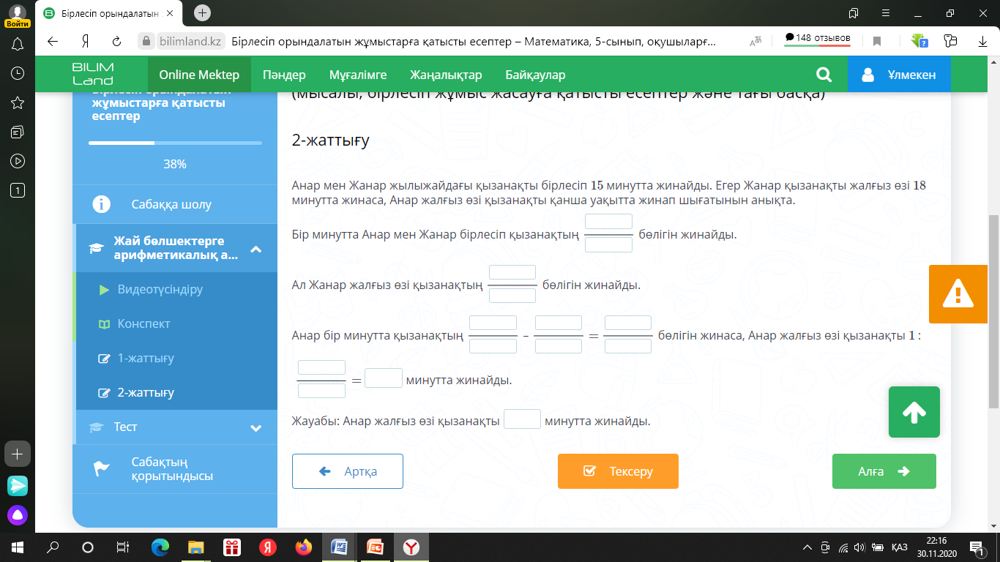 Войти
Бірлесіп орындалатын
bilimland.kz Бірлесіп орындалатын жұмыстарға қатысты есептер – Математика, 5-сынып, оқушыларғ...
148 отзывов
BILIM Land
Online Mektep Пәндер Мұғалімге Жаңалықтар Байқаулар
Ұлмекен
Бірлесіп орындалатын
жұмыстарға қатысты
есептер
38%
Сабаққа шолу
Жай бөлшектерге
арифметикалық а...
Видеотүсіндіру
Конспект
1-жаттығу
2-жаттығу
Тест
Сабақтың
қорытындысы
(мысалы, бірлесіп жұмыс жасауға қатысты есептер және тағы басқа)
2-жаттығу
Анар мен Жанар жылыжайдағы қызанақты бірлесіп 15 минутта жинайды. Егер Жанар қызанақты жалғыз өзі 18
минутта жинаса, Анар жалғыз өзі қызанақты қанша уақытта жинап шығатынын анықта.
Бір минутта Анар мен Жанар бірлесіп қызанақтың бөлігін жинайды.
Ал Жанар жалғыз өзі қызанақтың бөлігін жинайды.
Анар бір минутта қызанақтың – = бөлігін жинаса, Анар жалғыз өзі қызанақты 1 :
= минутта жинайды.
Жауабы: Анар жалғыз өзі қызанақты минутта жинайды.
Артқа
Тексеру
Алға
1
ҚАЗ
22:16
30.11.2020
1